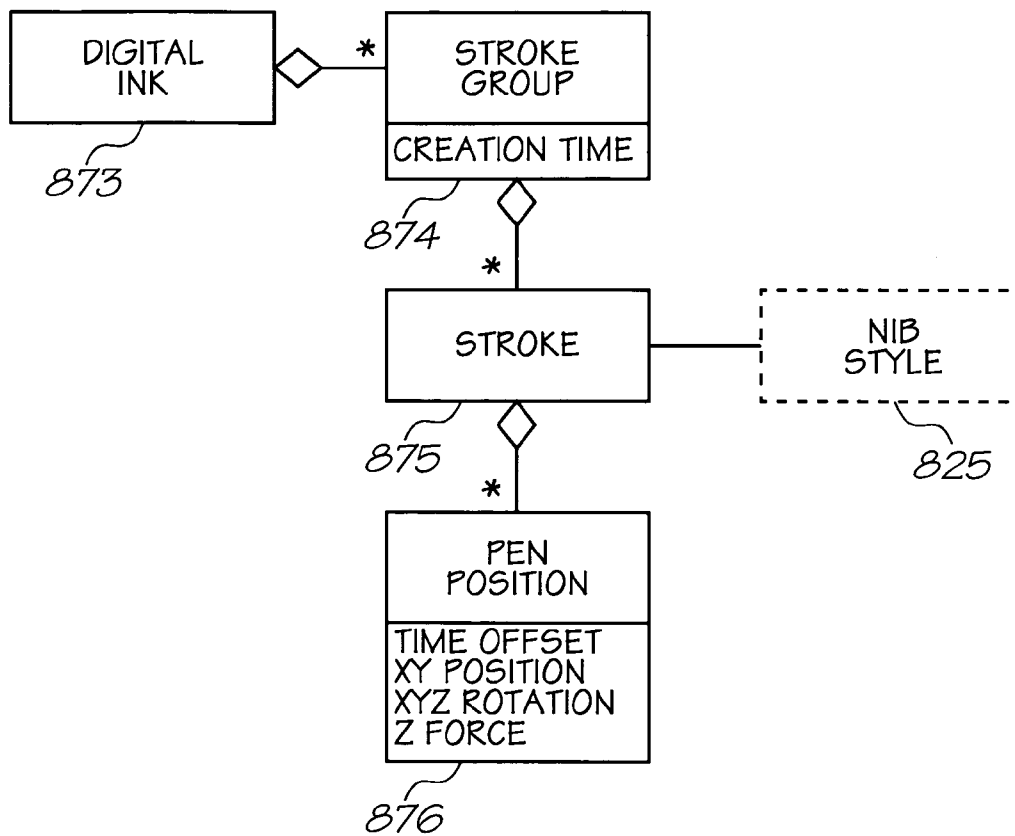 DIGITAL
INK
*
STROKE
GROUP
CREATION TIME
873
874
*
STROKE
NIB
STYLE
875
825
*
PEN
POSITION
TIME OFFSET
XY POSITION
XYZ ROTATION
Z FORCE
876